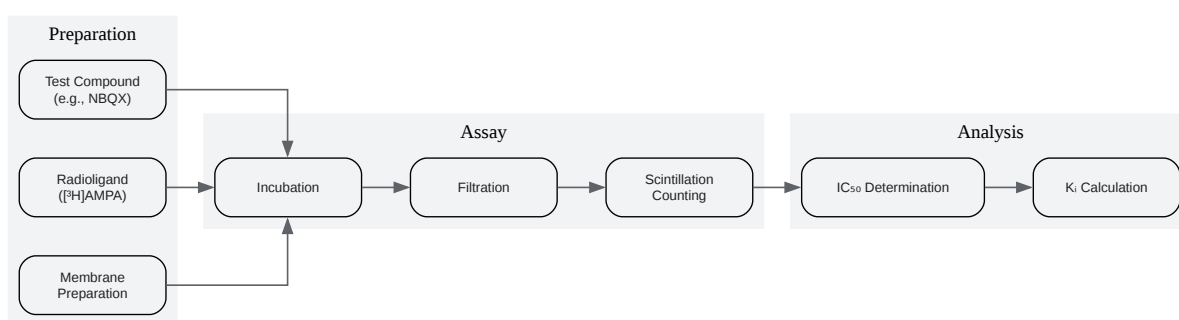 Preparation
Test Compound
(e.g., NBQX)
Radioligand
([³H]AMPA)
Membrane
Preparation
Assay
Incubation
Filtration
Scintillation
Counting
Analysis
IC₅₀ Determination
Kᵢ Calculation